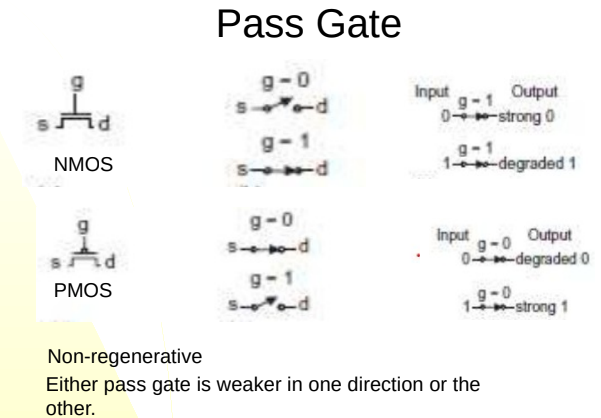 Pass Gate
g
s d
NMOS
g = 0
s d
g = 1
s d
Input g = 1 Output
0 strong 0
g = 1
1 degraded 1
g
s d
PMOS
g = 0
s d
g = 1
s d
Input g = 0 Output
0 degraded 0
g = 0
1 strong 1
Non-regenerative
Either pass gate is weaker in one direction or the
other.